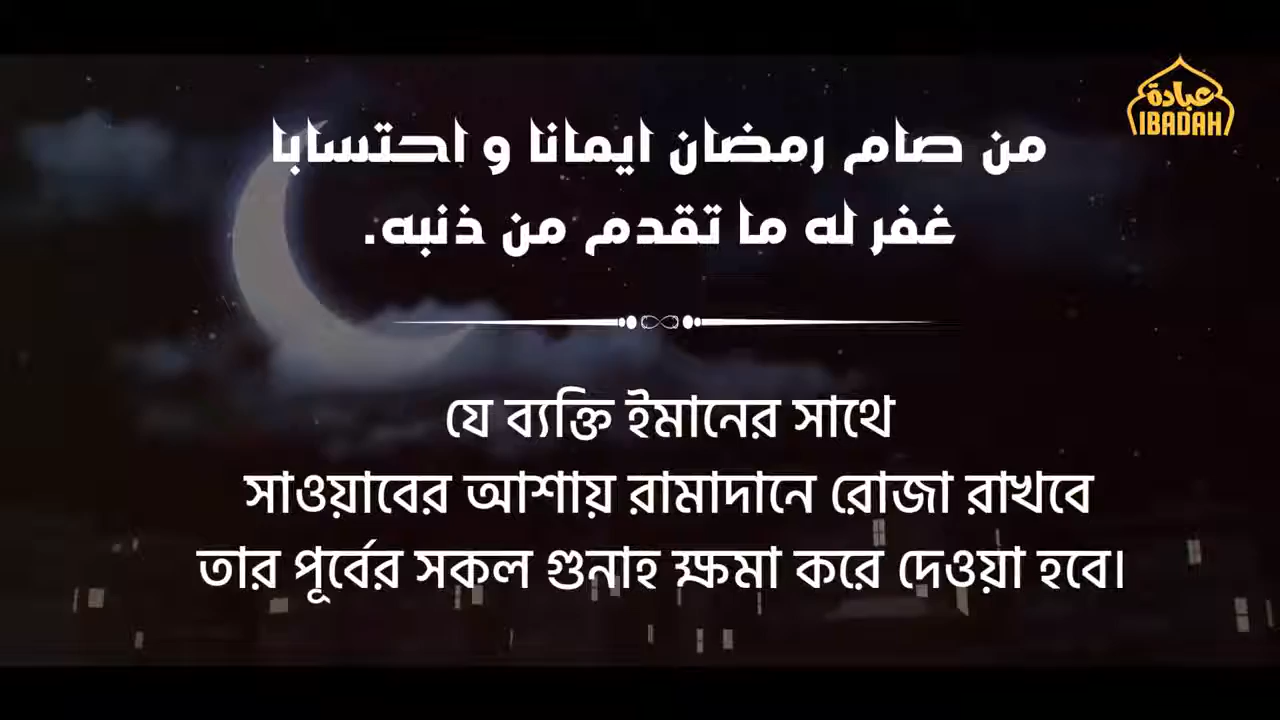 عبادة
IBADAH
من صام رمضان ايمانا و احتسابا
غفر له ما تقدم من ذنبه.
যে ব্যক্তি ইমানের সাথে
সাওয়াবের আশায় রামাদানে রোজা রাখবে
তার পূর্বের সকল গুনাহ ক্ষমা করে দেওয়া হবে।